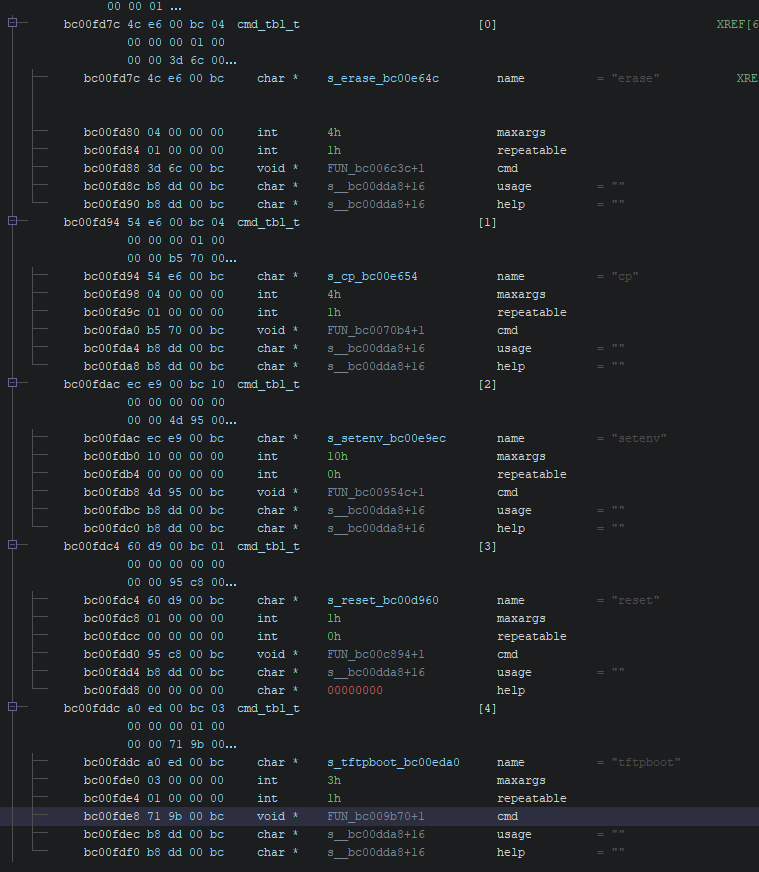 00 00 01 ...
bc00fd7c 4c e6 00 bc 04 cmd_tbl_t [0] XREF[6
00 00 00 01 00
00 00 3d 6c 00...
bc00fd7c 4c e6 00 bc char * s_erase_bc00e64c name = "erase" XRE
bc00fd80 04 00 00 00 int 4h maxargs
bc00fd84 01 00 00 00 int 1h repeatable
bc00fd88 3d 6c 00 bc void * FUN_bc006c3c+1 cmd
bc00fd8c b8 dd 00 bc char * s__bc00dda8+16 usage = ""
bc00fd90 b8 dd 00 bc char * s__bc00dda8+16 help = ""
bc00fd94 54 e6 00 bc 04 cmd_tbl_t [1]
00 00 00 01 00
00 00 b5 70 00...
bc00fd94 54 e6 00 bc char * s_cp_bc00e654 name = "cp"
bc00fd98 04 00 00 00 int 4h maxargs
bc00fd9c 01 00 00 00 int 1h repeatable
bc00fda0 b5 70 00 bc void * FUN_bc0070b4+1 cmd
bc00fda4 b8 dd 00 bc char * s__bc00dda8+16 usage = ""
bc00fda8 b8 dd 00 bc char * s__bc00dda8+16 help = ""
bc00fdac ec e9 00 bc 10 cmd_tbl_t [2]
00 00 00 00 00
00 00 4d 95 00...
bc00fdac ec e9 00 bc char * s_setenv_bc00e9ec name = "setenv"
bc00fdb0 10 00 00 00 int 10h maxargs
bc00fdb4 00 00 00 00 int 0h repeatable
bc00fdb8 4d 95 00 bc void * FUN_bc00954c+1 cmd
bc00fdbc b8 dd 00 bc char * s__bc00dda8+16 usage = ""
bc00fdc0 b8 dd 00 bc char * s__bc00dda8+16 help = ""
bc00fdc4 60 d9 00 bc 01 cmd_tbl_t [3]
00 00 00 00 00
00 00 95 c8 00...
bc00fdc4 60 d9 00 bc char * s_reset_bc00d960 name = "reset"
bc00fdc8 01 00 00 00 int 1h maxargs
bc00fdcc 00 00 00 00 int 0h repeatable
bc00fdd0 95 c8 00 bc void * FUN_bc00c894+1 cmd
bc00fdd4 b8 dd 00 bc char * s__bc00dda8+16 usage = ""
bc00fdd8 00 00 00 00 char * 00000000 help
bc00fddc a0 ed 00 bc 03 cmd_tbl_t [4]
00 00 00 01 00
00 00 71 9b 00...
bc00fddc a0 ed 00 bc char * s_tftpboot_bc00eda0 name = "tftpboot"
bc00fde0 03 00 00 00 int 3h maxargs
bc00fde4 01 00 00 00 int 1h repeatable
bc00fde8 71 9b 00 bc void * FUN_bc009b70+1 cmd
bc00fdec b8 dd 00 bc char * s__bc00dda8+16 usage = ""
bc00fdf0 b8 dd 00 bc char * s__bc00dda8+16 help = ""